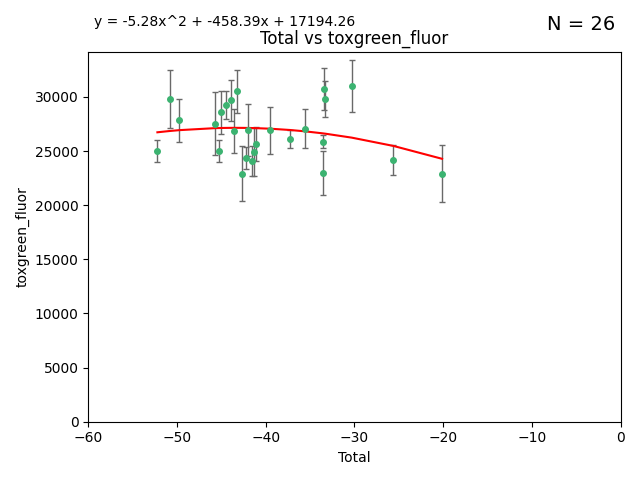 y = -5.28x^2 + -458.39x + 17194.26
N = 26
Total vs toxgreen_fluor
30000
25000
20000
15000
10000
5000
0
toxgreen_fluor
−60
−50
−40
−30
−20
−10
0
Total